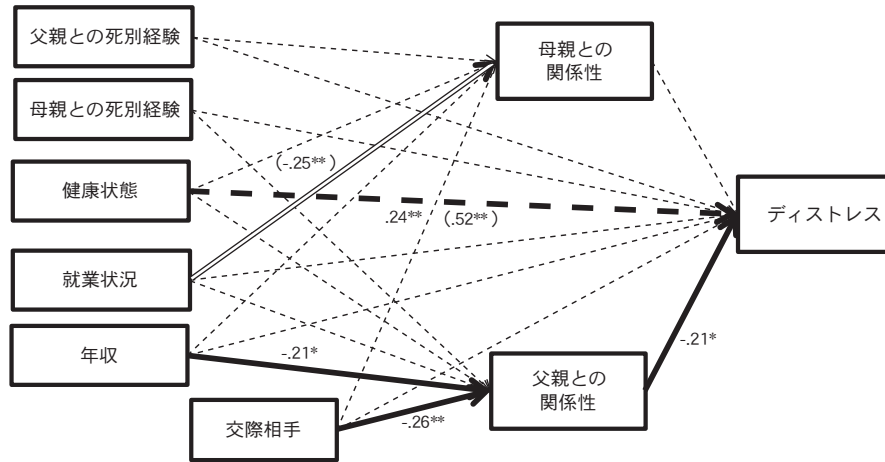 父親との死別経験
母親との死別経験
健康状態
就業状況
年収
交際相手
母親との
関係性
父親との
関係性
ディストレス
（-.25**）
.24**
（.52**）
-.21*
-.26**
-.21*